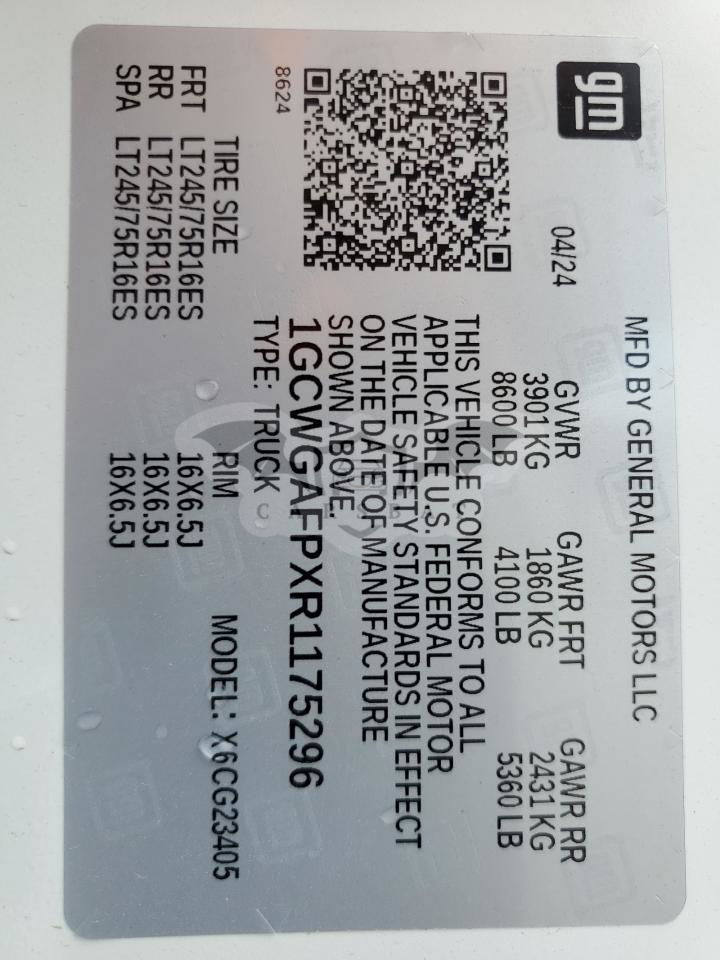 gm
MFD BY GENERAL MOTORS LLC
04/24
GVWR GAWR FRT GAWR RR
3901 KG 1860 KG 2431 KG
8600 LB 4100 LB 5360 LB
THIS VEHICLE CONFORMS TO ALL
APPLICABLE U.S. FEDERAL MOTOR
VEHICLE SAFETY STANDARDS IN EFFECT
ON THE DATE OF MANUFACTURE
SHOWN ABOVE.
1GCWGAFPXR1175296
8624
TYPE: TRUCK
TIRE SIZE RIM MODEL: X6CG23405
FRT LT245/75R16ES 16X6.5J
RR LT245/75R16ES 16X6.5J
SPA LT245/75R16ES 16X6.5J